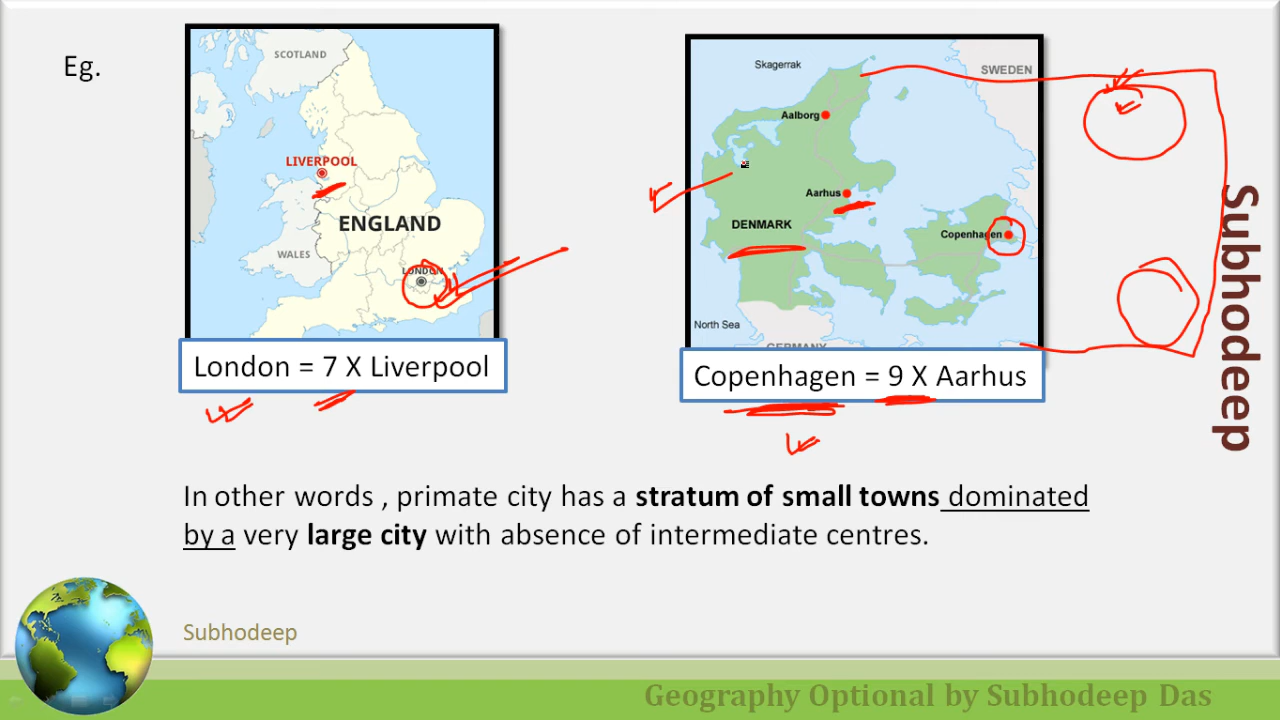 Eg.
SCOTLAND
LIVERPOOL
ENGLAND
WALES
LONDON
London = 7 X Liverpool
Skagerrak
SWEDEN
Aalborg
Aarhus
DENMARK
Copenhagen
North Sea
GERMANY
Copenhagen = 9 X Aarhus
Subhodeep
In other words , primate city has a stratum of small towns dominated
by a very large city with absence of intermediate centres.
Subhodeep
Geography Optional by Subhodeep Das